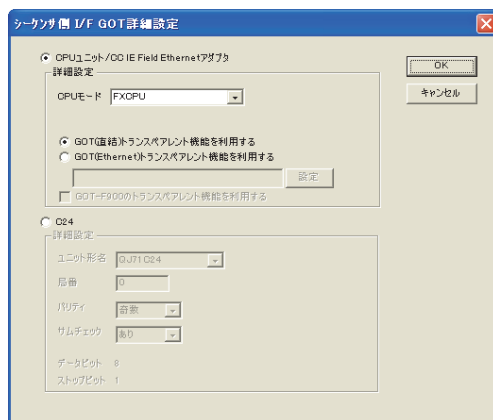 シーケンサ側 I/F GOT詳細設定
CPUユニット/CC IE Field Ethernetアダプタ
OK
詳細設定
キャンセル
CPUモード FXCPU
GOT(直結)トランスペアレント機能を利用する
GOT(Ethernet)トランスペアレント機能を利用する
設定
GOT-F900のトランスペアレント機能を利用する
C24
詳細設定
ユニット形名 QJ71C24
局番 0
パリティ 奇数
サムチェック あり
データビット 8
ストップビット 1